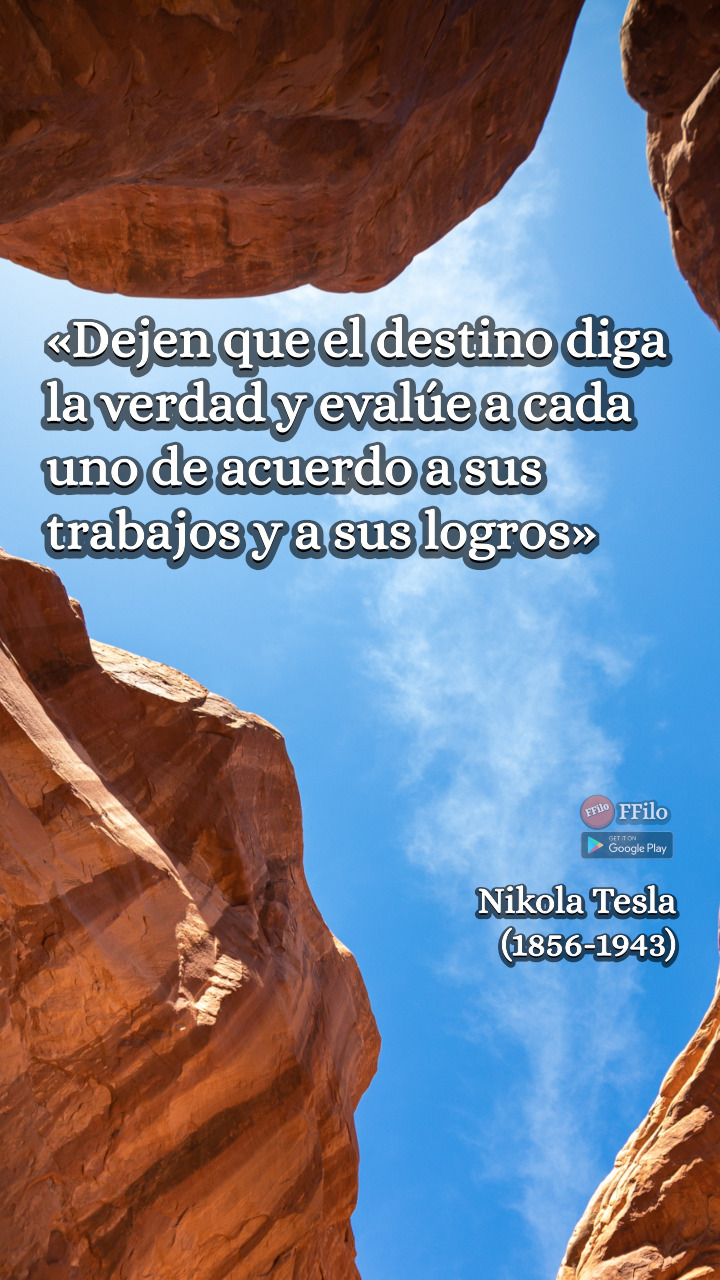 «Dejen que el destino diga
la verdad y evalúe a cada
uno de acuerdo a sus
trabajos y a sus logros»
FFilo FFilo
GET IT ON
Google Play
Nikola Tesla
(1856-1943)